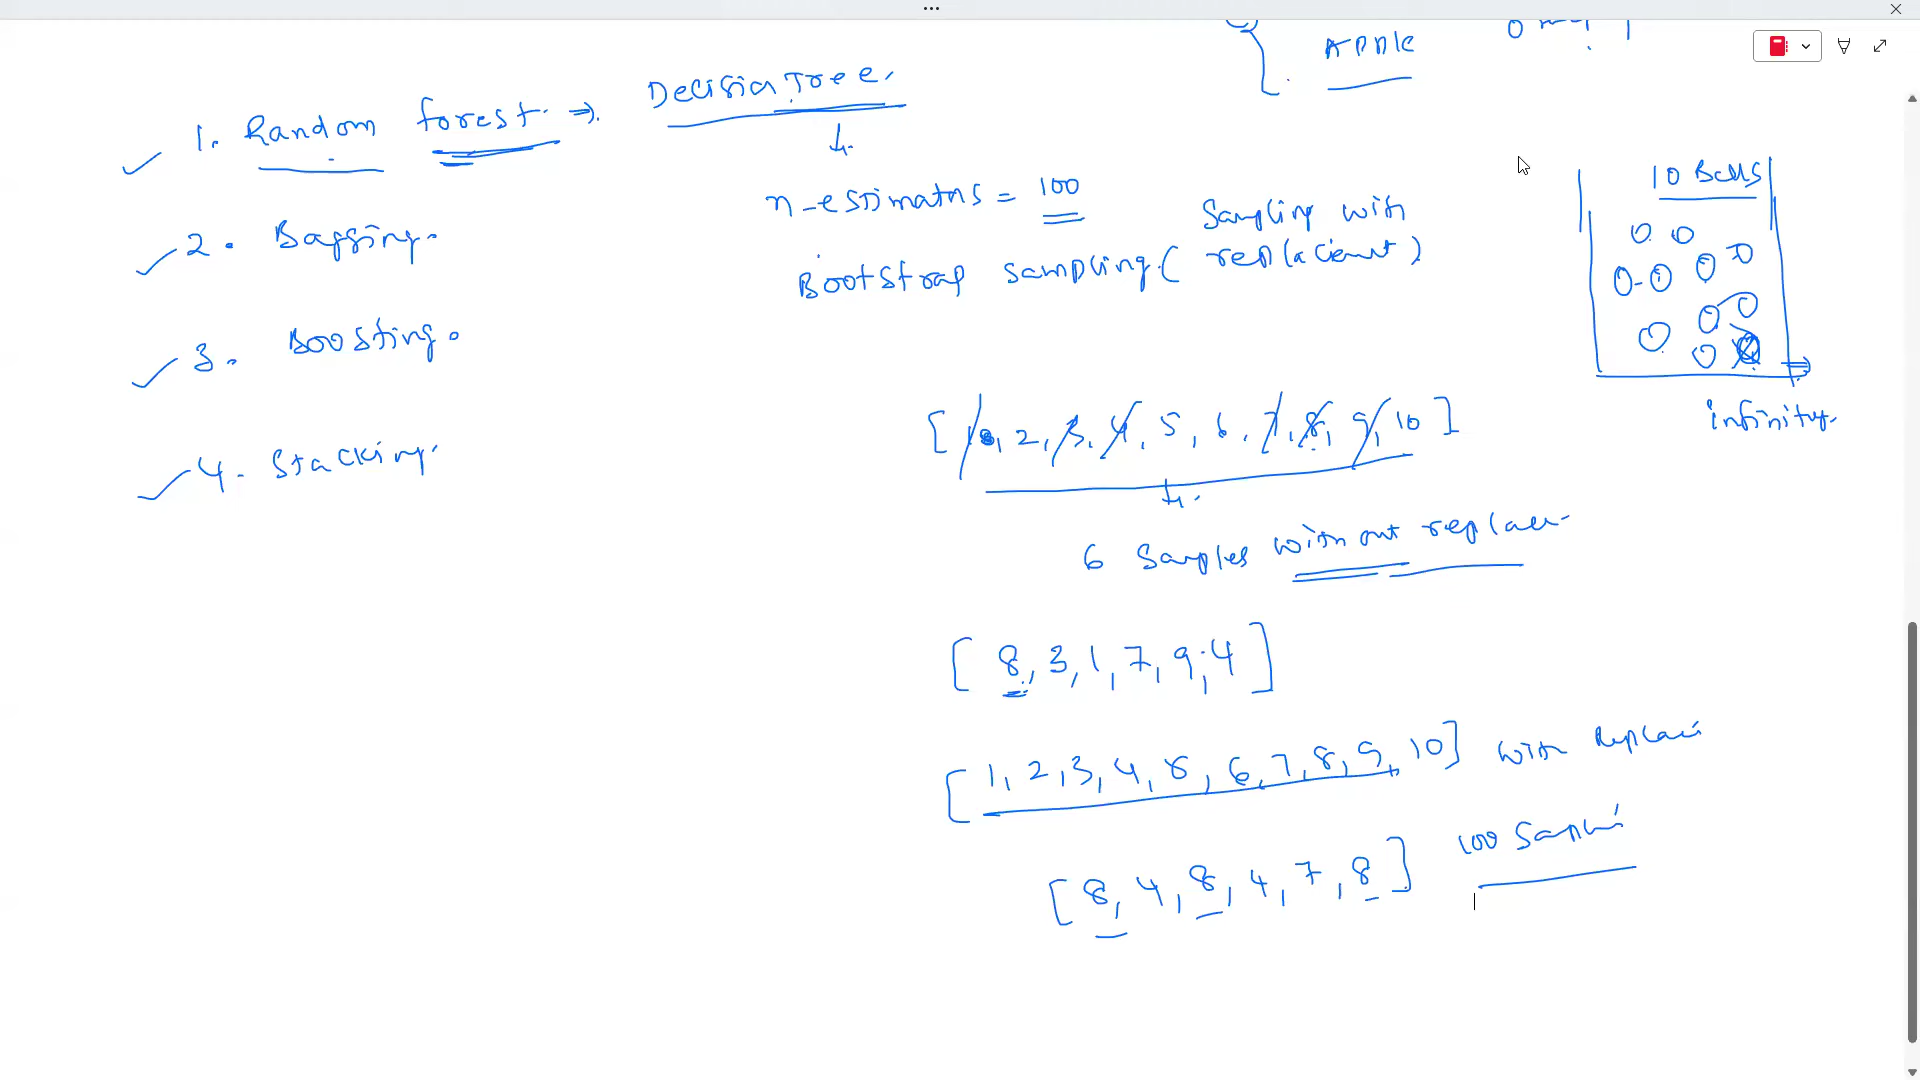 APPle
1. Random forest. ⇒ Decision Tree.
n-estimators = 100
2. Bagging.
Bootstrap sampling. ( Sampling with replacement )
10 Balls
3. Boosting.
infinity.
[ 1, 2, 3, 4, 5, 6, 7, 8, 9, 10 ]
4. Stacking.
6 Samples with out replace
[ 8, 3, 1, 7, 9, 4 ]
[ 1, 2, 3, 4, 5, 6, 7, 8, 9, 10 ] with Replace
[ 8, 4, 8, 4, 7, 8 ] 100 Samples